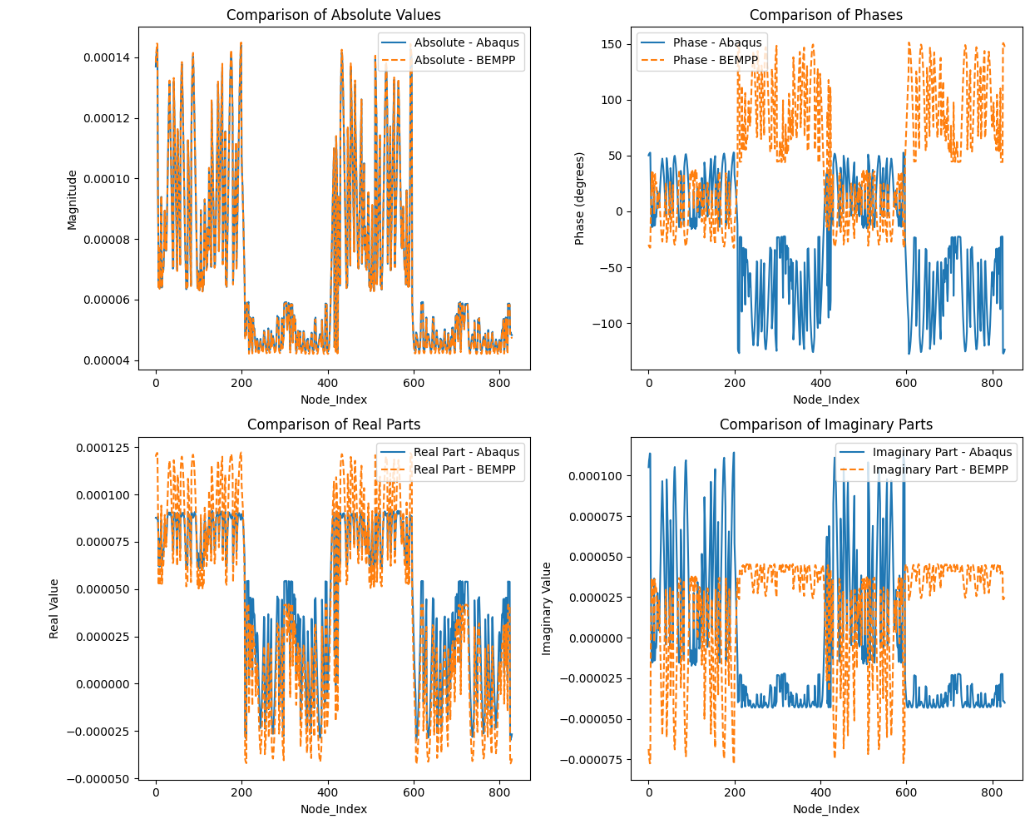 Comparison of Absolute Values
Absolute - Abaqus
Absolute - BEMPP
Magnitude
0.00014
0.00012
0.00010
0.00008
0.00006
0.00004
0
200
400
600
800
Node_Index
Comparison of Phases
Phase - Abaqus
Phase - BEMPP
Phase (degrees)
150
100
50
0
−50
−100
0
200
400
600
800
Node_Index
Comparison of Real Parts
Real Part - Abaqus
Real Part - BEMPP
Real Value
0.000125
0.000100
0.000075
0.000050
0.000025
0.000000
−0.000025
−0.000050
0
200
400
600
800
Node_Index
Comparison of Imaginary Parts
Imaginary Part - Abaqus
Imaginary Part - BEMPP
Imaginary Value
0.000100
0.000075
0.000050
0.000025
0.000000
−0.000025
−0.000050
−0.000075
0
200
400
600
800
Node_Index